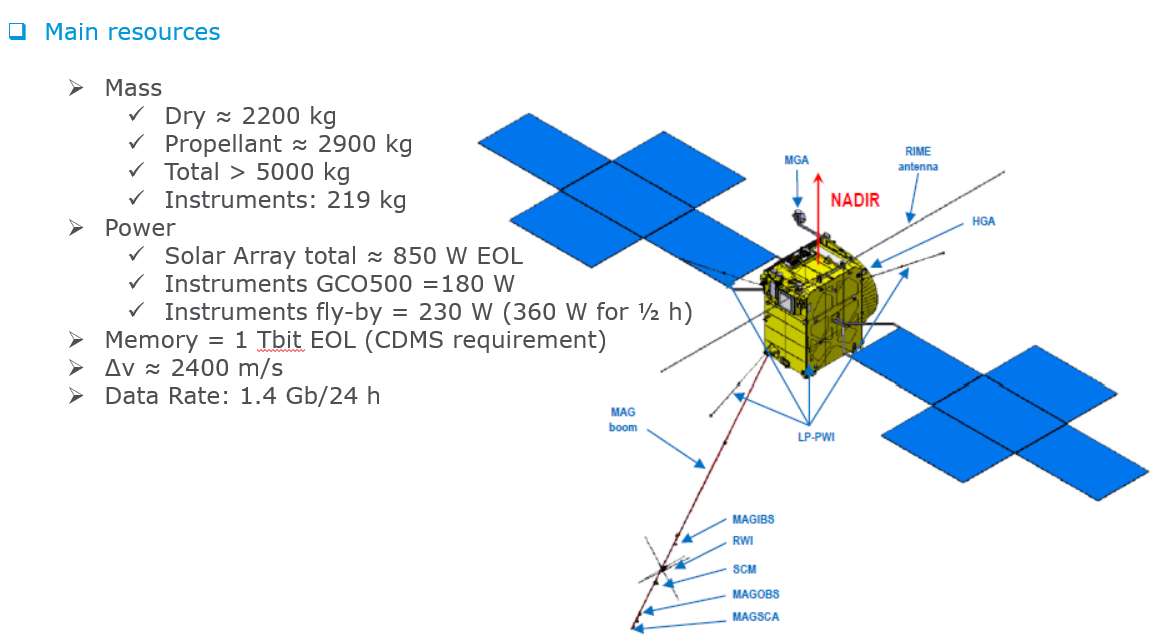 Main resources
Mass
Dry ≈ 2200 kg
Propellant ≈ 2900 kg
Total > 5000 kg
Instruments: 219 kg
Power
Solar Array total ≈ 850 W EOL
Instruments GCO500 =180 W
Instruments fly-by = 230 W (360 W for ½ h)
Memory = 1 Tbit EOL (CDMS requirement)
Δv ≈ 2400 m/s
Data Rate: 1.4 Gb/24 h
MGA
RIME
antenna
NADIR
HGA
MAG
boom
LP-PWI
MAGIBS
RWI
SCM
MAGOBS
MAGSCA